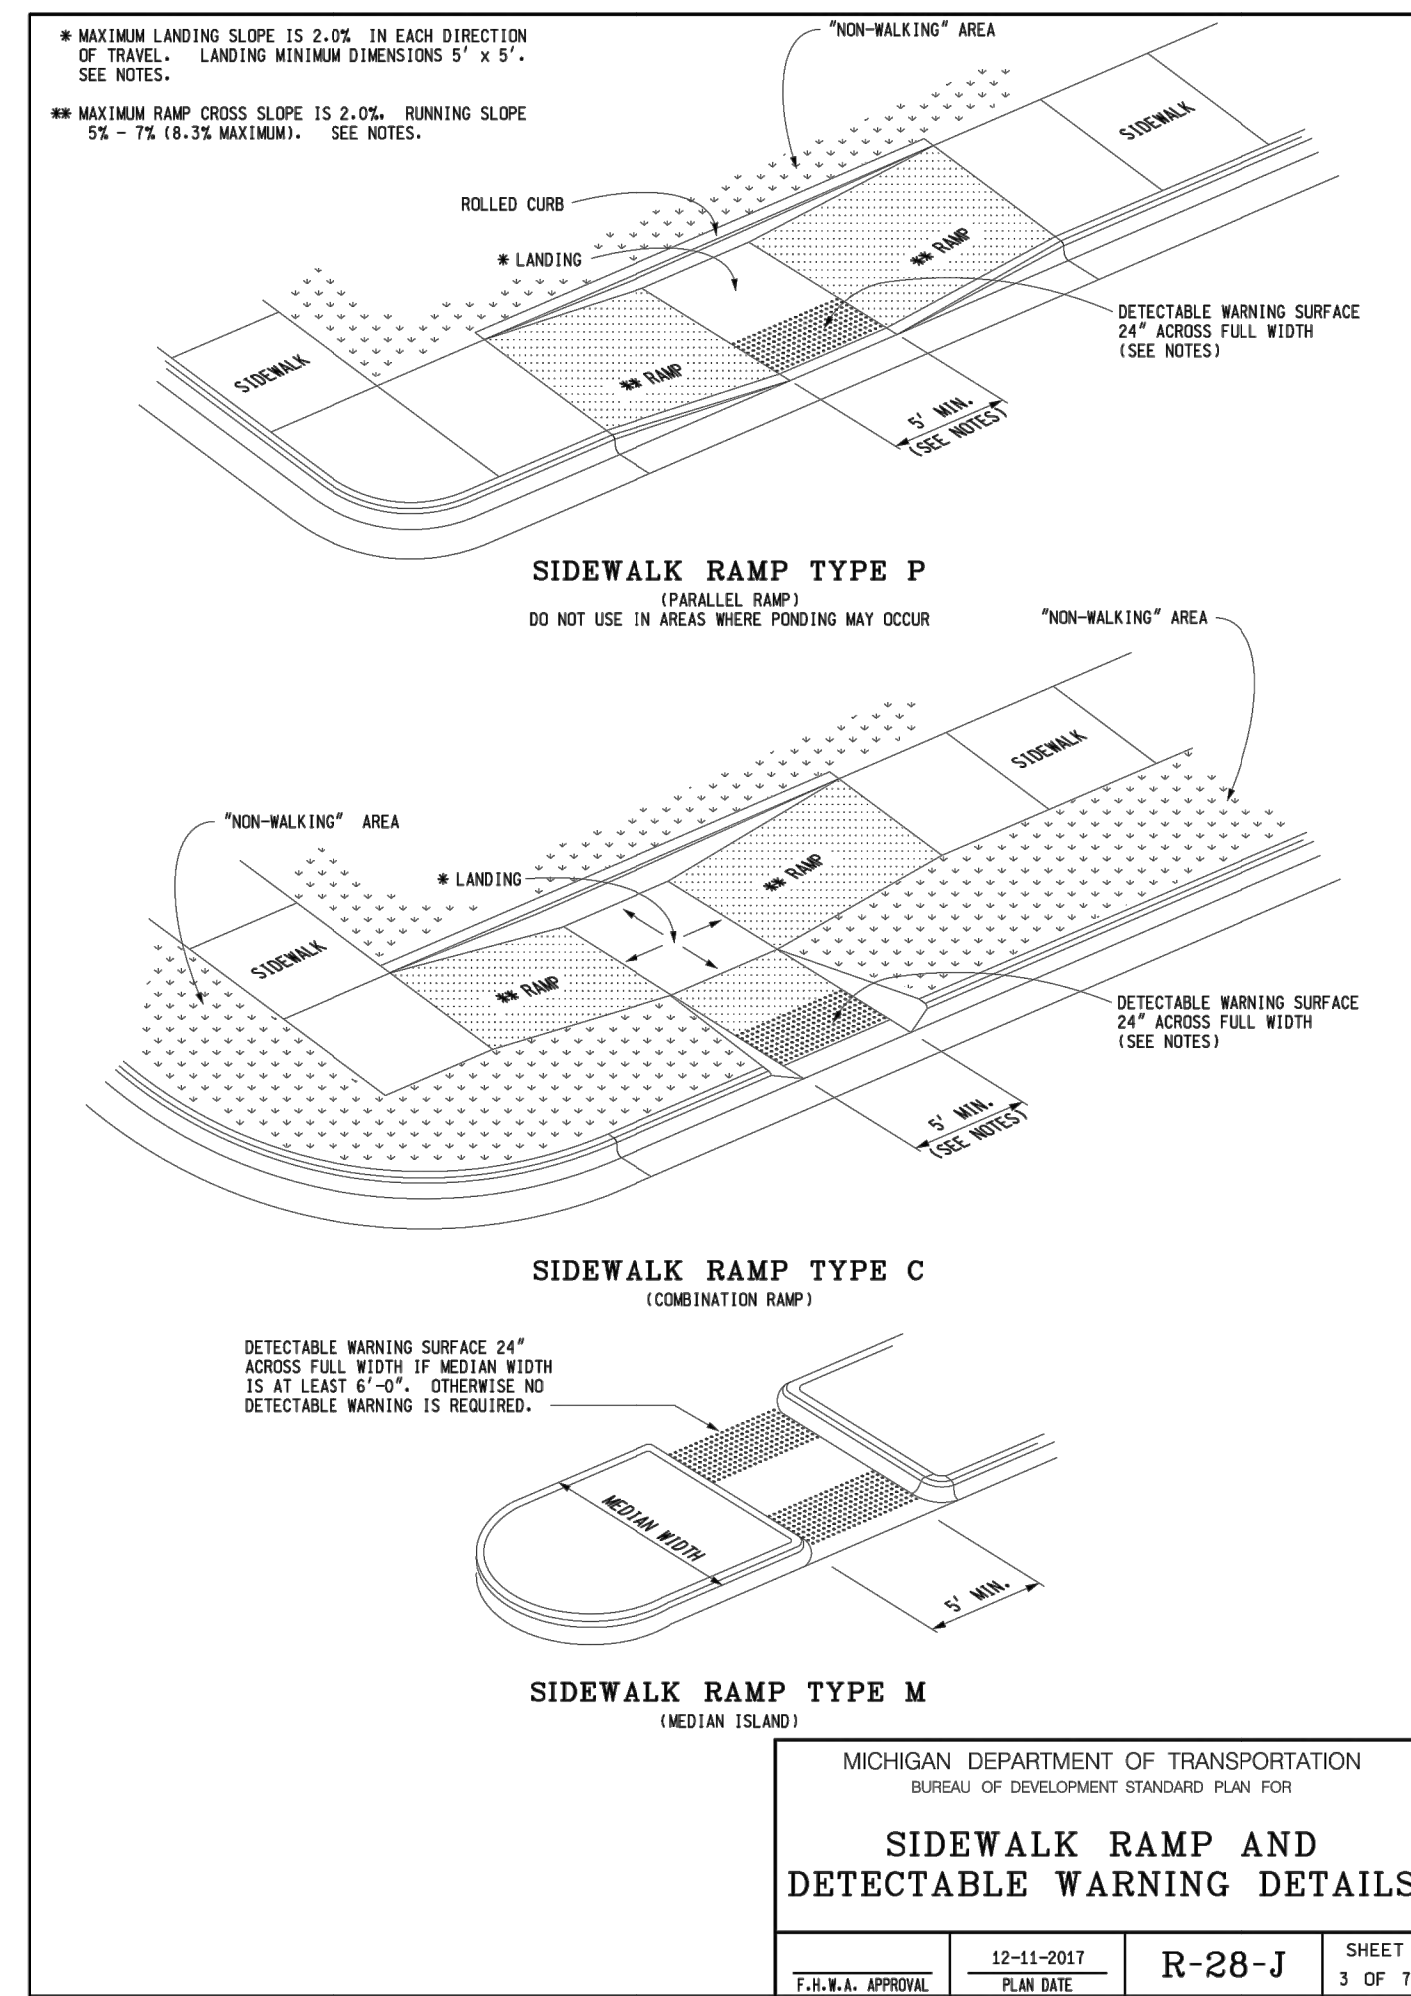 * MAXIMUM LANDING SLOPE IS 2.0% IN EACH DIRECTION
OF TRAVEL. LANDING MINIMUM DIMENSIONS 5' x 5'.
SEE NOTES.
** MAXIMUM RAMP CROSS SLOPE IS 2.0%. RUNNING SLOPE
5% - 7% (8.3% MAXIMUM). SEE NOTES.
"NON-WALKING" AREA
SIDEWALK
ROLLED CURB
** RAMP
* LANDING
DETECTABLE WARNING SURFACE
24" ACROSS FULL WIDTH
(SEE NOTES)
SIDEWALK
** RAMP
5' MIN.
(SEE NOTES)
SIDEWALK RAMP TYPE P
(PARALLEL RAMP)
DO NOT USE IN AREAS WHERE PONDING MAY OCCUR
"NON-WALKING" AREA
SIDEWALK
"NON-WALKING" AREA
* LANDING
** RAMP
SIDEWALK
** RAMP
DETECTABLE WARNING SURFACE
24" ACROSS FULL WIDTH
(SEE NOTES)
5' MIN.
(SEE NOTES)
SIDEWALK RAMP TYPE C
(COMBINATION RAMP)
DETECTABLE WARNING SURFACE 24"
ACROSS FULL WIDTH IF MEDIAN WIDTH
IS AT LEAST 6'-0". OTHERWISE NO
DETECTABLE WARNING IS REQUIRED.
MEDIAN WIDTH
5' MIN.
SIDEWALK RAMP TYPE M
(MEDIAN ISLAND)
MICHIGAN DEPARTMENT OF TRANSPORTATION
BUREAU OF DEVELOPMENT STANDARD PLAN FOR
SIDEWALK RAMP AND
DETECTABLE WARNING DETAILS
F.H.W.A. APPROVAL
12-11-2017
PLAN DATE
R-28-J
SHEET
3 OF 7